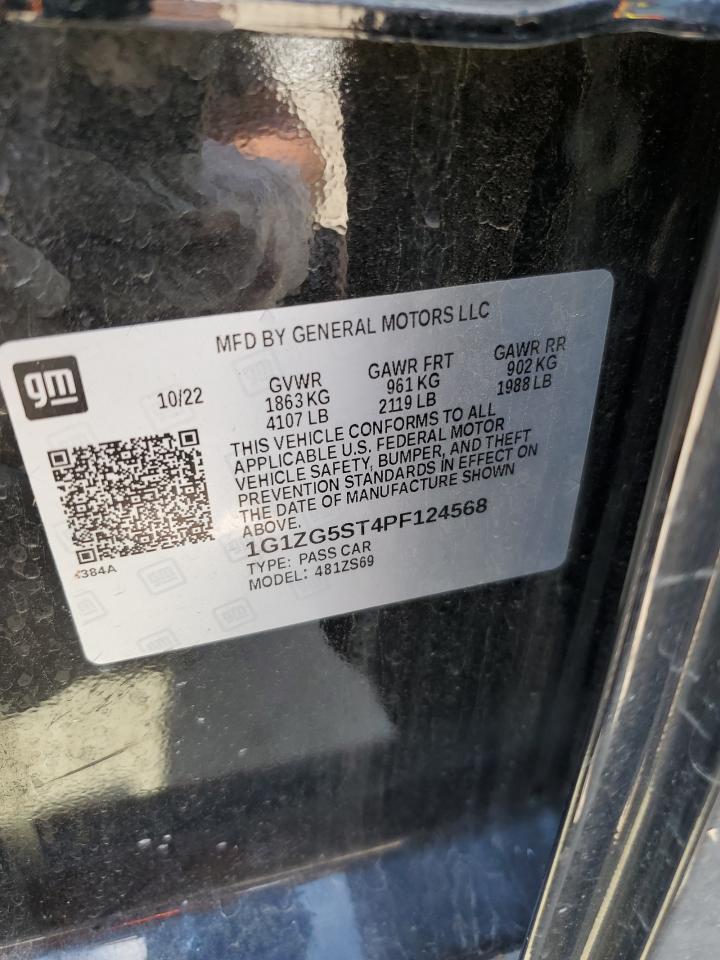 MFD BY GENERAL MOTORS LLC
gm
10/22
GVWR
1863 KG
4107 LB
GAWR FRT
961 KG
2119 LB
GAWR RR
902 KG
1988 LB
THIS VEHICLE CONFORMS TO ALL
APPLICABLE U.S. FEDERAL MOTOR
VEHICLE SAFETY, BUMPER, AND THEFT
PREVENTION STANDARDS IN EFFECT ON
THE DATE OF MANUFACTURE SHOWN
ABOVE.
1G1ZG5ST4PF124568
TYPE: PASS CAR
MODEL: 481ZS69